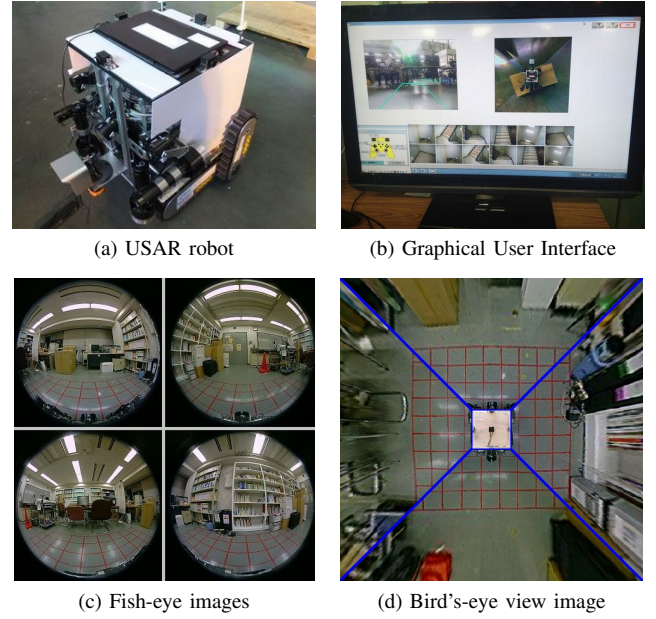 (a) USAR robot
(b) Graphical User Interface
(c) Fish-eye images
(d) Bird's-eye view image